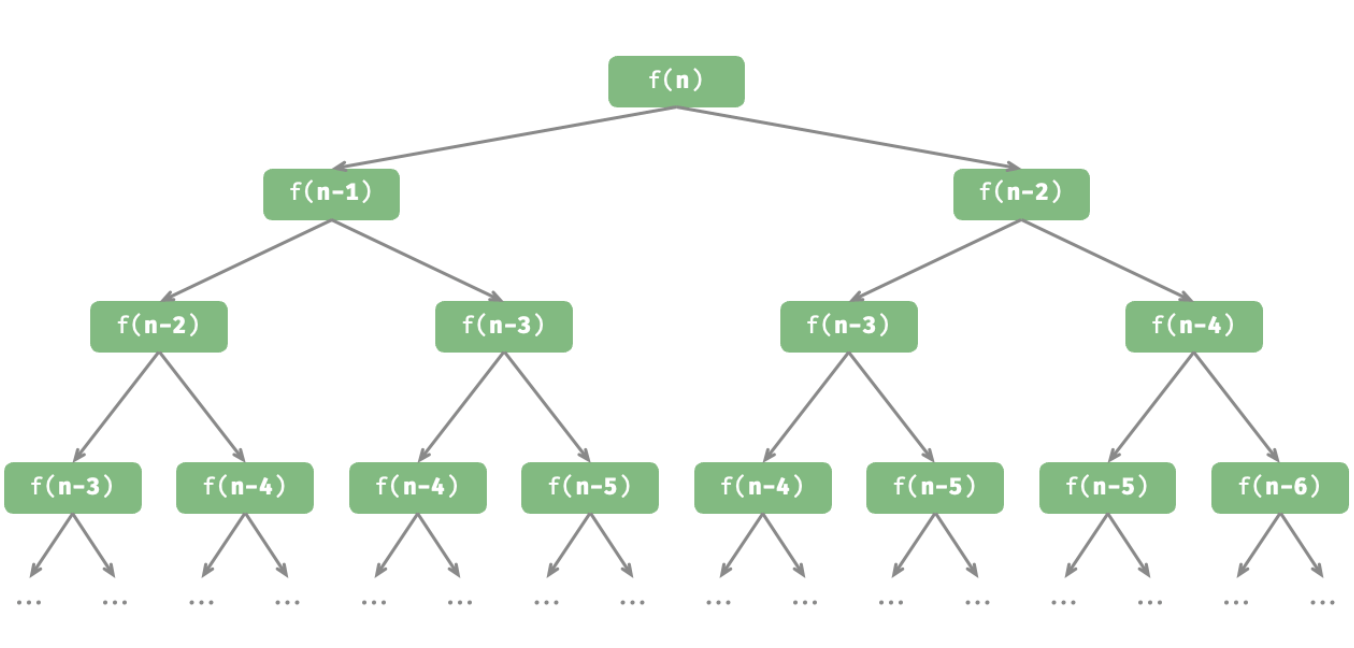 f(n)
f(n-1) f(n-2)
f(n-2) f(n-3) f(n-3) f(n-4)
f(n-3) f(n-4) f(n-4) f(n-5) f(n-4) f(n-5) f(n-5) f(n-6)
... ... ... ... ... ... ... ... ... ... ... ... ... ... ... ...